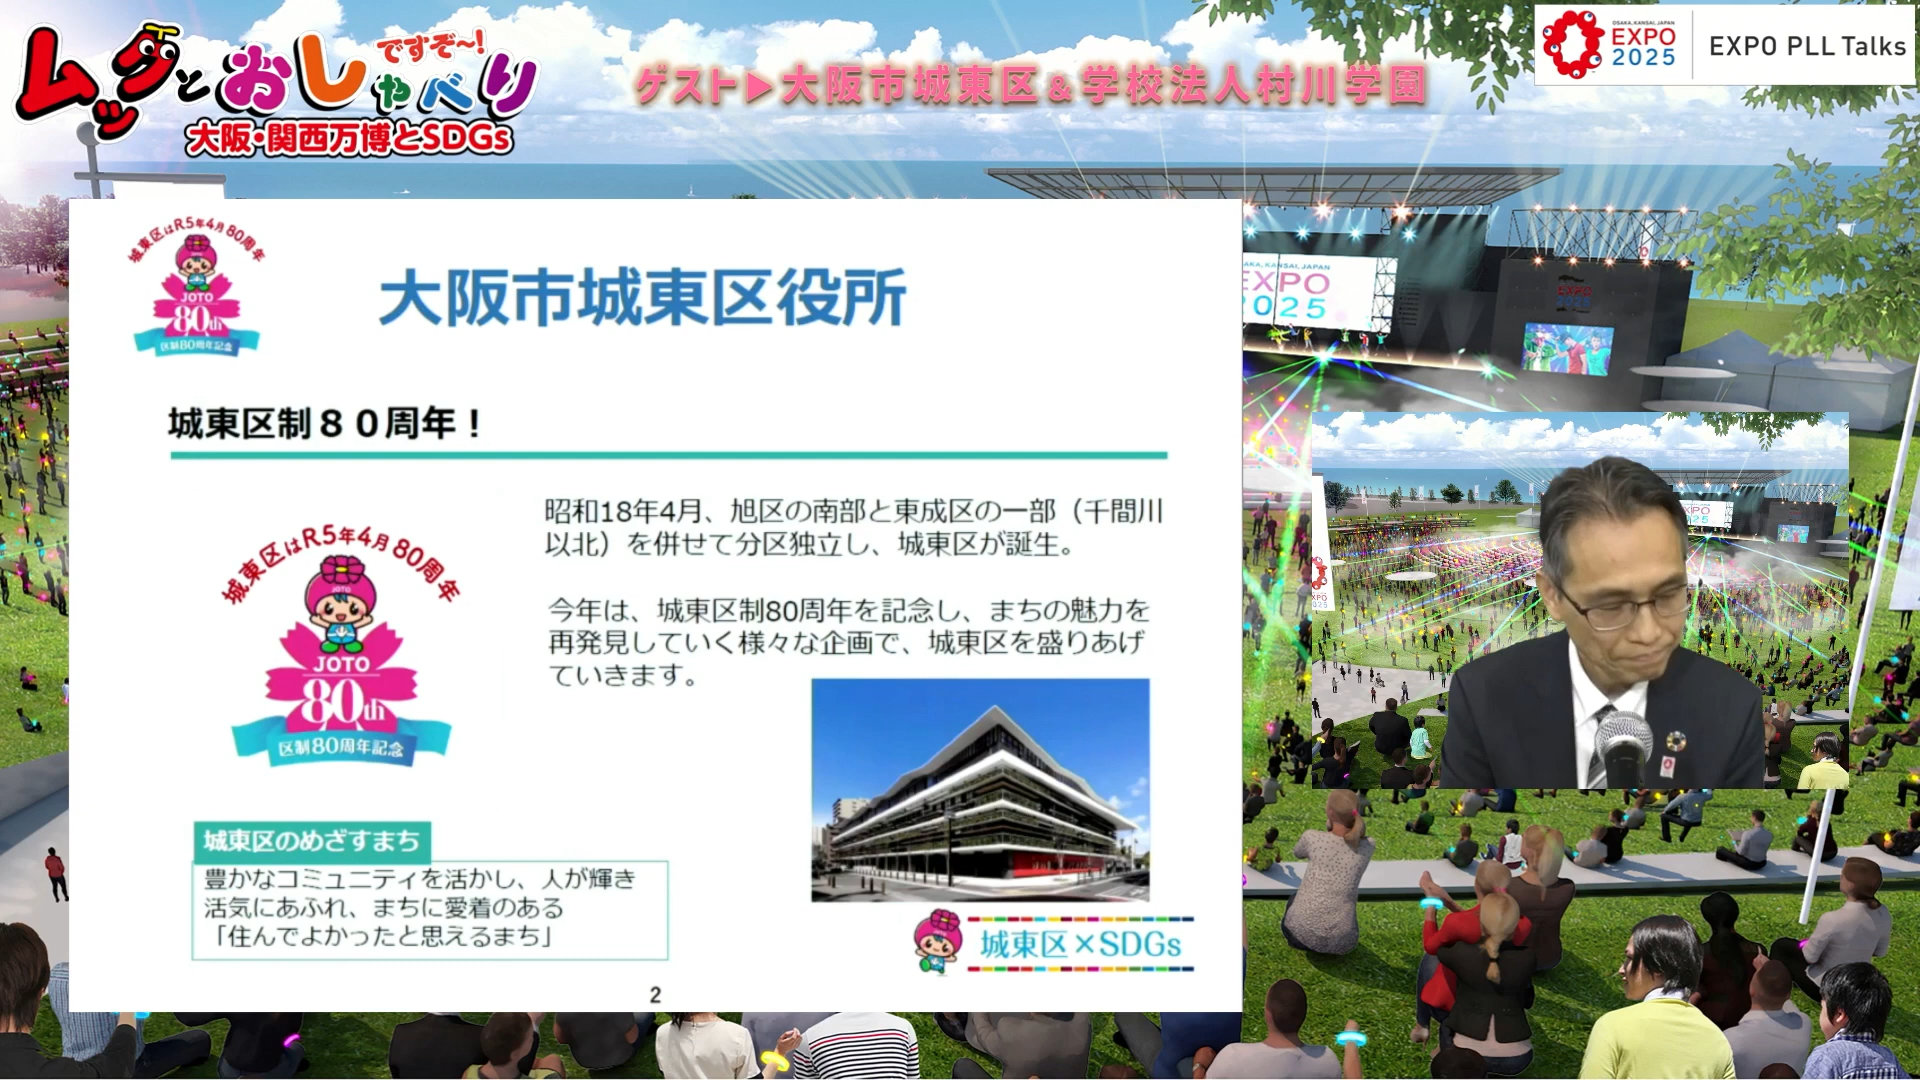 ムッグとおしゃべりですぞ~!
大阪・関西万博とSDGs
ゲスト▶大阪市城東区&学校法人村川学園
OSAKA, KANSAI, JAPAN
EXPO
2025
EXPO PLL Talks
城東区はR5年4月80周年
JOTO
80th
区制80周年記念
大阪市城東区役所
城東区制80周年!
昭和18年4月、旭区の南部と東成区の一部(千間川
以北)を併せて分区独立し、城東区が誕生。
今年は、城東区制80周年を記念し、まちの魅力を
再発見していく様々な企画で、城東区を盛りあげ
ていきます。
城東区はR5年4月80周年
JOTO
JOTO
80th
区制80周年記念
城東区のめざすまち
豊かなコミュニティを活かし、人が輝き
活気にあふれ、まちに愛着のある
「住んでよかったと思えるまち」
城東区×SDGs
2
AKA, KANSAI, JAPAN
EXPO
2025
EXPO
2025